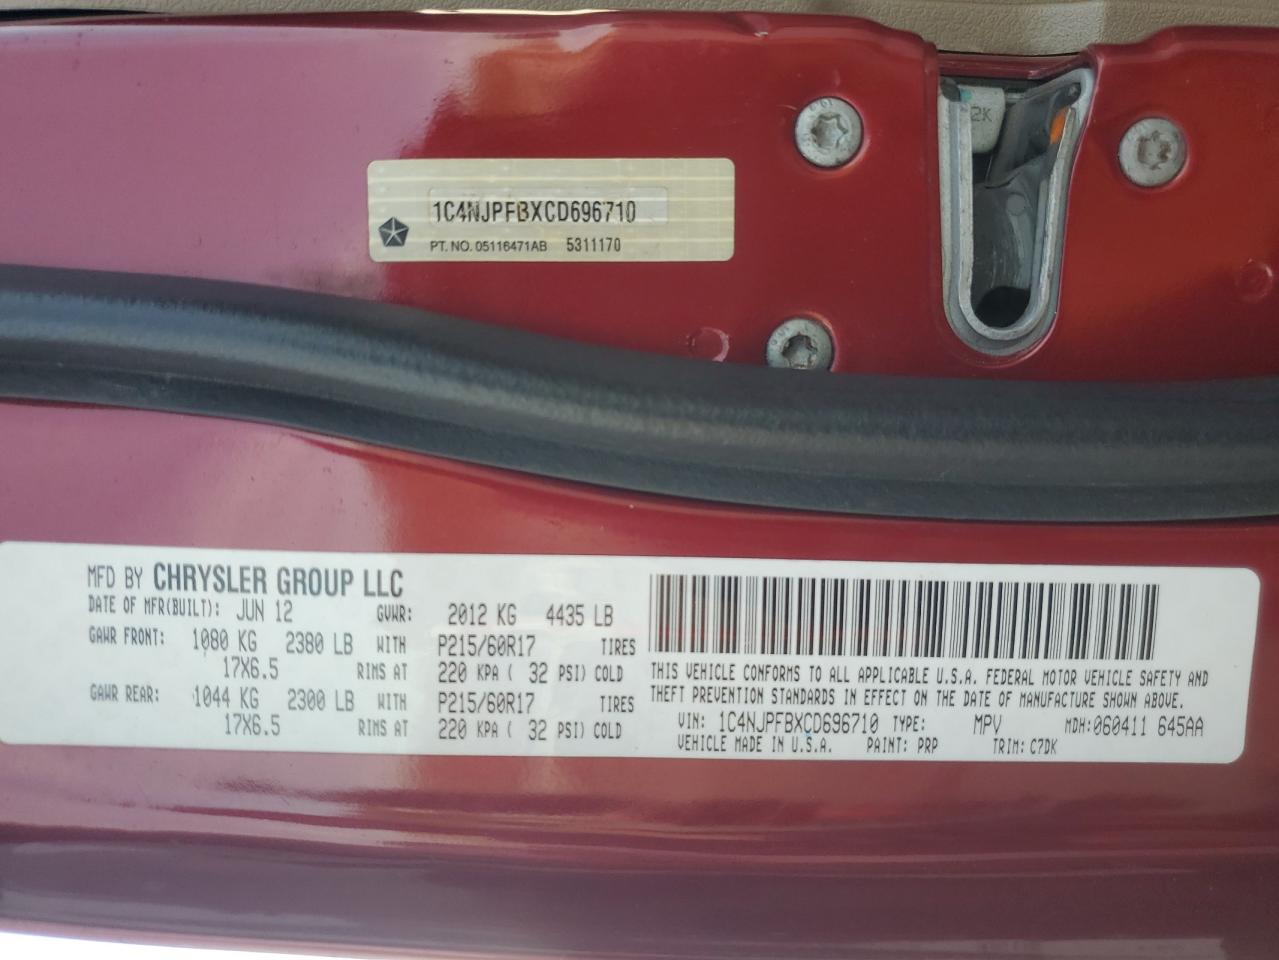 2K
1C4NJPFBXCD696710
PT. NO. 05116471AB 5311170
MFD BY CHRYSLER GROUP LLC
DATE OF MFR(BUILT): JUN 12 GVWR: 2012 KG 4435 LB
GAWR FRONT: 1080 KG 2380 LB WITH P215/60R17 TIRES
17X6.5 RIMS AT 220 KPA ( 32 PSI) COLD
GAWR REAR: 1044 KG 2300 LB WITH P215/60R17 TIRES
17X6.5 RIMS AT 220 KPA ( 32 PSI) COLD
THIS VEHICLE CONFORMS TO ALL APPLICABLE U.S.A. FEDERAL MOTOR VEHICLE SAFETY AND
THEFT PREVENTION STANDARDS IN EFFECT ON THE DATE OF MANUFACTURE SHOWN ABOVE.
VIN: 1C4NJPFBXCD696710 TYPE: MPV MDH: 060411 645AA
VEHICLE MADE IN U.S.A. PAINT: PRP TRIM: C7DK